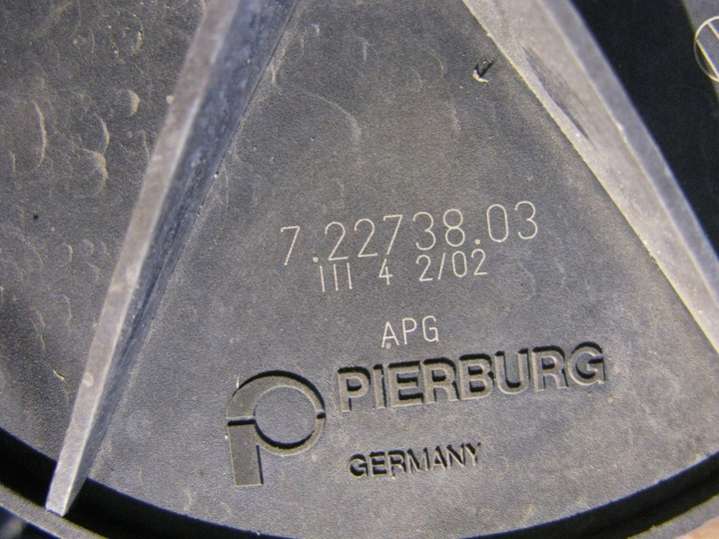 7.22738.03
III 4 2/02
APG
PIERBURG
GERMANY